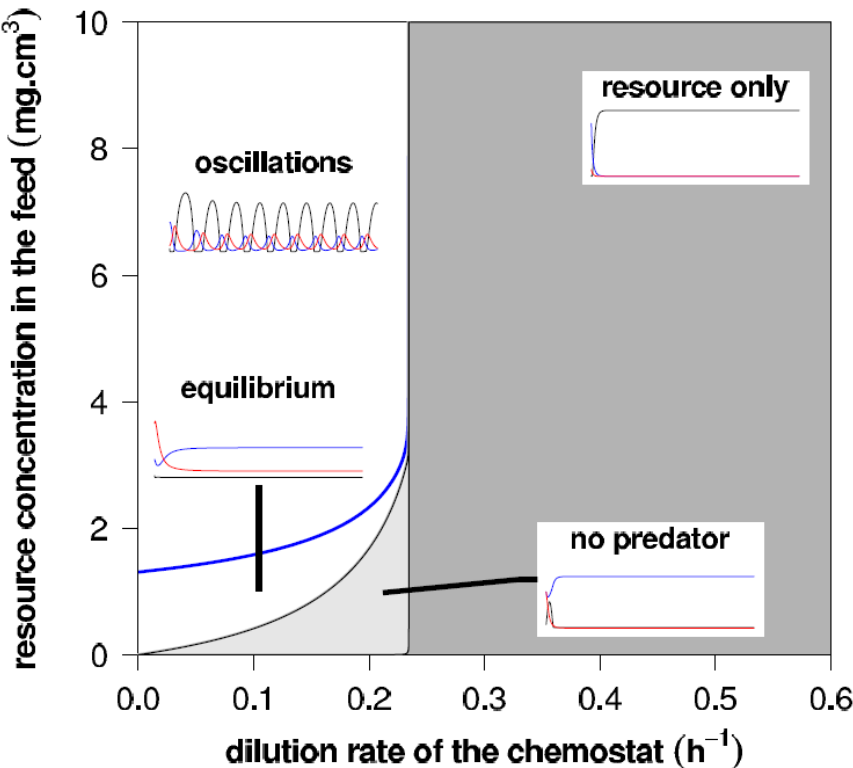 resource concentration in the feed (mg.cm³)
10
8
6
4
2
0
oscillations
equilibrium
resource only
no predator
0.0 0.1 0.2 0.3 0.4 0.5 0.6
dilution rate of the chemostat (h⁻¹)